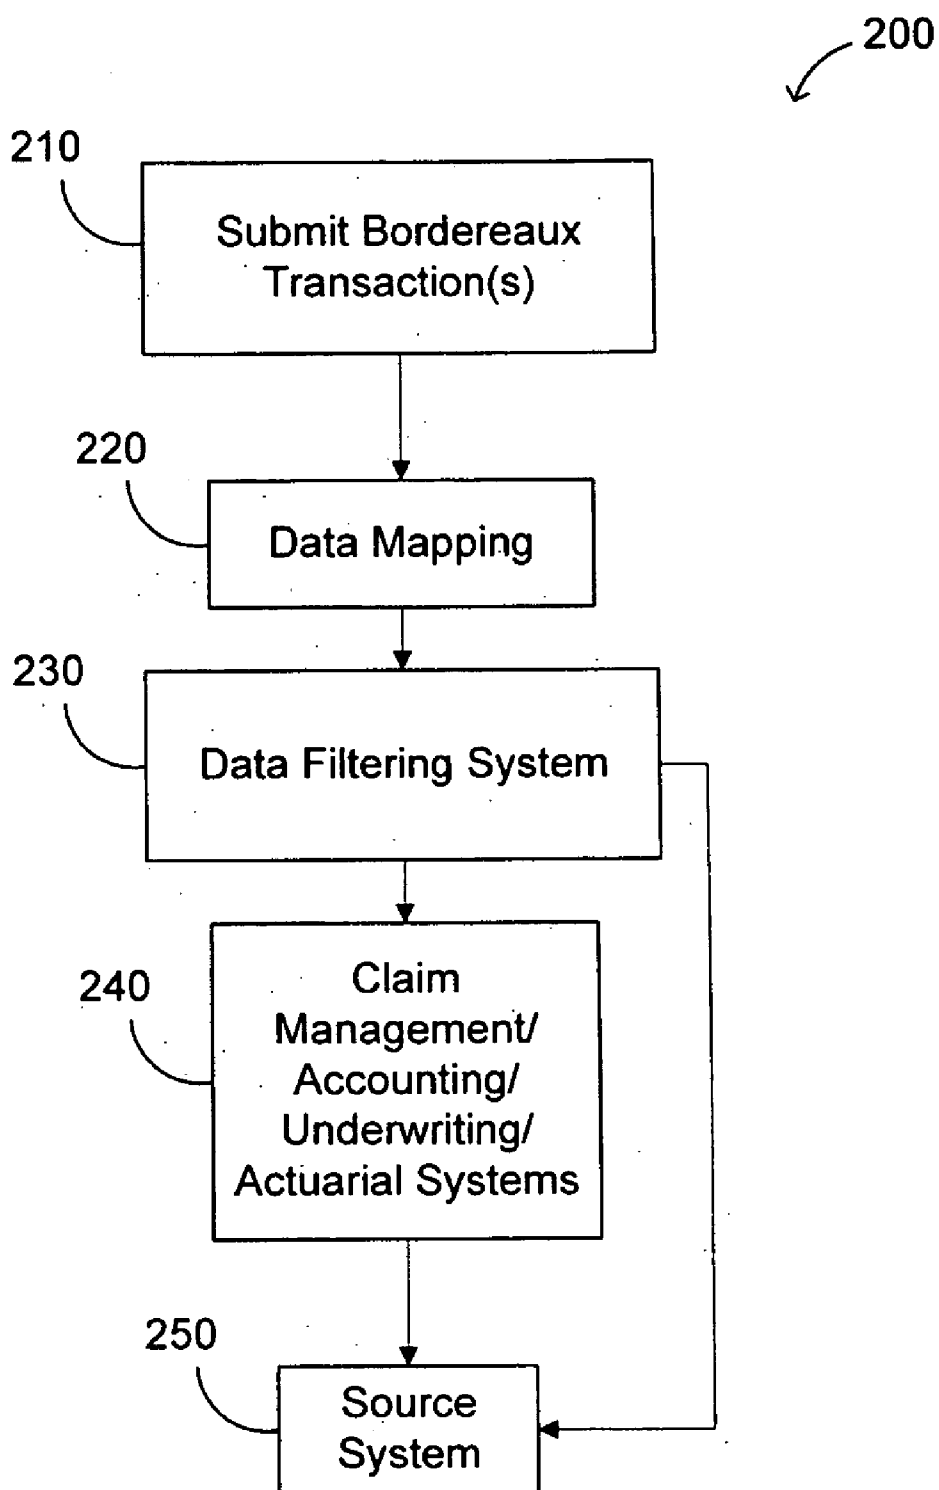 200
210
Submit Bordereaux
Transaction(s)
220
Data Mapping
230
Data Filtering System
240
Claim
Management/
Accounting/
Underwriting/
Actuarial Systems
250
Source
System